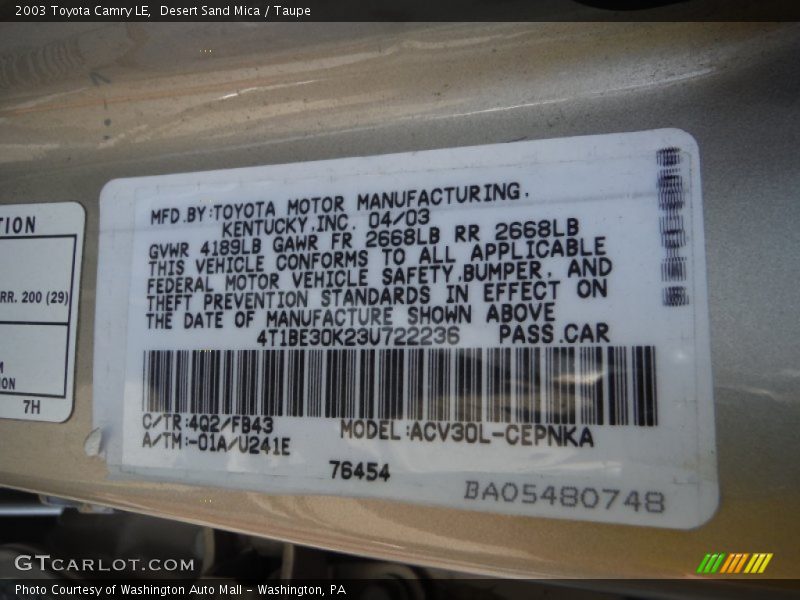 2003 Toyota Camry LE,  Desert Sand Mica / Taupe
TION
RR. 200 (29)
ON
7H
MFD.BY:TOYOTA MOTOR MANUFACTURING.
KENTUCKY.INC. 04/03
GVWR 4189LB GAWR FR 2668LB RR 2668LB
THIS VEHICLE CONFORMS TO ALL APPLICABLE
FEDERAL MOTOR VEHICLE SAFETY.BUMPER, AND
THEFT PREVENTION STANDARDS IN EFFECT ON
THE DATE OF MANUFACTURE SHOWN ABOVE
4T1BE30K23U722236 PASS.CAR
C/TR:4Q2/FB43 MODEL:ACV30L-CEPNKA
A/TM:-01A/U241E
76454
BA05480748
GTCARLOT.COM
Photo Courtesy of Washington Auto Mall - Washington, PA